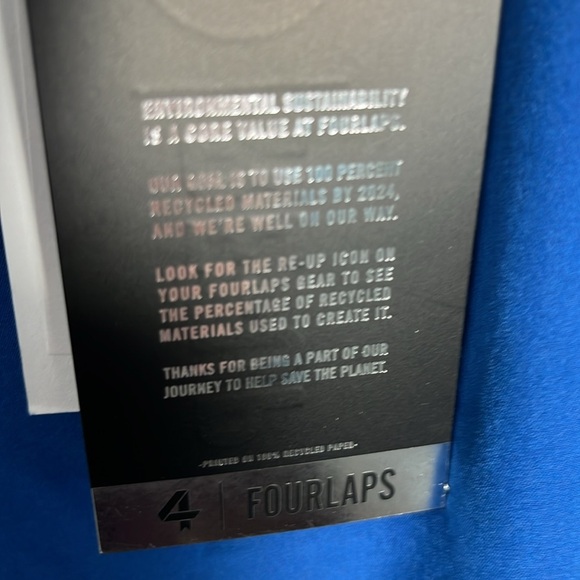 ENVIRONMENTAL SUSTAINABILITY
IS A CORE VALUE AT FOURLAPS.
OUR GOAL IS TO USE 100 PERCENT
RECYCLED MATERIALS BY 2024,
AND WE'RE WELL ON OUR WAY.
LOOK FOR THE RE-UP ICON ON
YOUR FOURLAPS GEAR TO SEE
THE PERCENTAGE OF RECYCLED
MATERIALS USED TO CREATE IT.
THANKS FOR BEING A PART OF OUR
JOURNEY TO HELP SAVE THE PLANET.
-PRINTED ON 100% RECYCLED PAPER-
4 | FOURLAPS